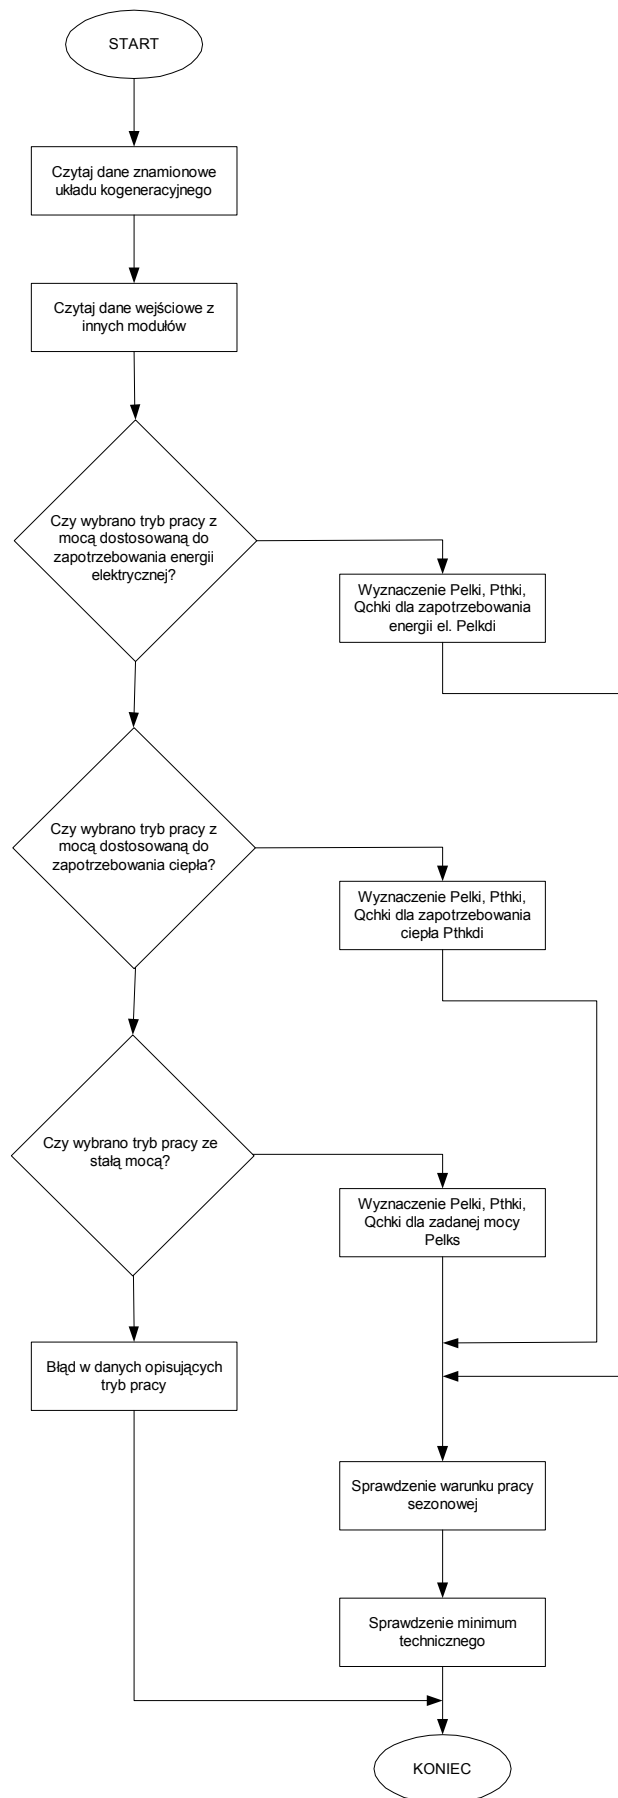 START
Czytaj dane znamionowe
układu kogeneracyjnego
Czytaj dane wejściowe z
innych modułów
Czy wybrano tryb pracy z
mocą dostosowaną do
zapotrzebowania energii
elektrycznej?
Wyznaczenie Pelki, Pthki,
Qchki dla zapotrzebowania
energii el. Pelkdi
Czy wybrano tryb pracy z
mocą dostosowaną do
zapotrzebowania ciepła?
Wyznaczenie Pelki, Pthki,
Qchki dla zapotrzebowania
ciepła Pthkdi
Czy wybrano tryb pracy ze
stałą mocą?
Wyznaczenie Pelki, Pthki,
Qchki dla zadanej mocy
Pelks
Błąd w danych opisujących
tryb pracy
Sprawdzenie warunku pracy
sezonowej
Sprawdzenie minimum
technicznego
KONIEC